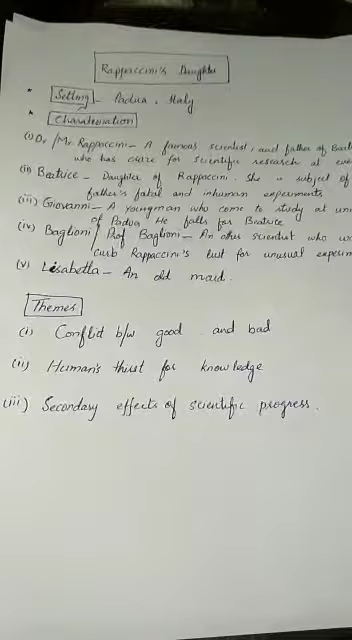 Rappaccini's Daughter
* Setting - Padua, Italy
* Characterization
(i) Dr/Mr. Rappaccini - A famous scientist, and father of
who has craze for scientific research at
(ii) Beatrice - Daughter of Rappaccini. She is subject of
father's fatal and inhuman experiments
(iii) Giovanni - A young man who come to study at
of Padua He falls for Beatrice
(iv) Baglioni / Prof Baglioni - An other scientist who
curb Rappaccini's lust for unusual
(v) Lisabetta - An old maid.
Themes
(i) Conflict b/w good and bad
(ii) Human's thirst for knowledge
(iii) Secondary effects of scientific progress.